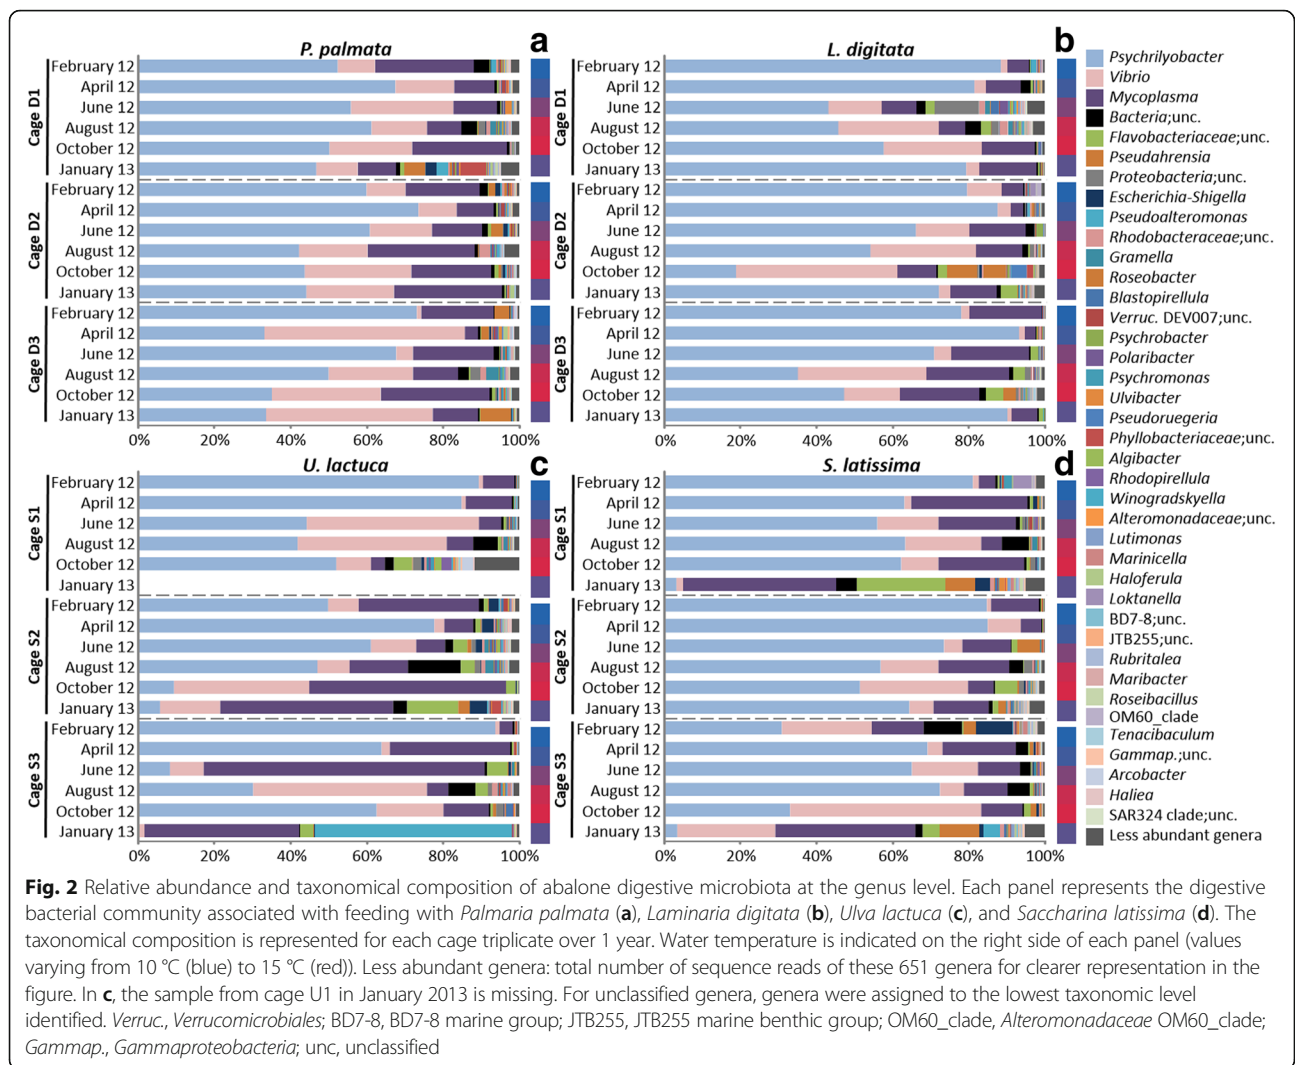 P. palmata
a
Cage D1
February 12
April 12
June 12
August 12
October 12
January 13
Cage D2
February 12
April 12
June 12
August 12
October 12
January 13
Cage D3
February 12
April 12
June 12
August 12
October 12
January 13
0% 20% 40% 60% 80% 100%
L. digitata
b
Cage D1
February 12
April 12
June 12
August 12
October 12
January 13
Cage D2
February 12
April 12
June 12
August 12
October 12
January 13
Cage D3
February 12
April 12
June 12
August 12
October 12
January 13
0% 20% 40% 60% 80% 100%
U. lactuca
c
Cage S1
February 12
April 12
June 12
August 12
October 12
January 13
Cage S2
February 12
April 12
June 12
August 12
October 12
January 13
Cage S3
February 12
April 12
June 12
August 12
October 12
January 13
0% 20% 40% 60% 80% 100%
S. latissima
d
Cage S1
February 12
April 12
June 12
August 12
October 12
January 13
Cage S2
February 12
April 12
June 12
August 12
October 12
January 13
Cage S3
February 12
April 12
June 12
August 12
October 12
January 13
0% 20% 40% 60% 80% 100%
Psychrilyobacter
Vibrio
Mycoplasma
Bacteria;unc.
Flavobacteriaceae;unc.
Pseudahrensia
Proteobacteria;unc.
Escherichia-Shigella
Pseudoalteromonas
Rhodobacteraceae;unc.
Gramella
Roseobacter
Blastopirellula
Verruc. DEV007;unc.
Psychrobacter
Polaribacter
Psychromonas
Ulvibacter
Pseudoruegeria
Phyllobacteriaceae;unc.
Algibacter
Rhodopirellula
Winogradskyella
Alteromonadaceae;unc.
Lutimonas
Marinicella
Haloferula
Loktanella
BD7-8;unc.
JTB255;unc.
Rubritalea
Maribacter
Roseibacillus
OM60_clade
Tenacibaculum
Gammap.;unc.
Arcobacter
Haliea
SAR324 clade;unc.
Less abundant genera
Fig. 2 Relative abundance and taxonomical composition of abalone digestive microbiota at the genus level. Each panel represents the digestive
bacterial community associated with feeding with Palmaria palmata (a), Laminaria digitata (b), Ulva lactuca (c), and Saccharina latissima (d). The
taxonomical composition is represented for each cage triplicate over 1 year. Water temperature is indicated on the right side of each panel (values
varying from 10 °C (blue) to 15 °C (red)). Less abundant genera: total number of sequence reads of these 651 genera for clearer representation in the
figure. In c, the sample from cage U1 in January 2013 is missing. For unclassified genera, genera were assigned to the lowest taxonomic level
identified. Verruc., Verrucomicrobiales; BD7-8, BD7-8 marine group; JTB255, JTB255 marine benthic group; OM60_clade, Alteromonadaceae OM60_clade;
Gammap., Gammaproteobacteria; unc, unclassified